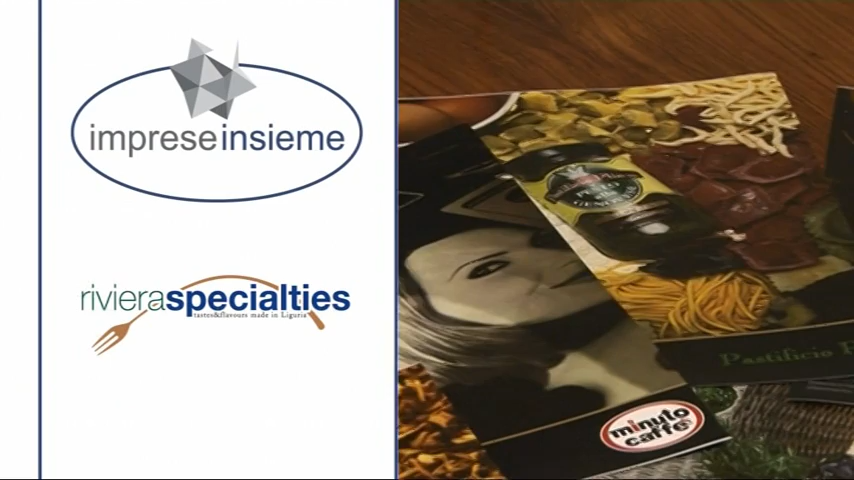 impreseinsieme
rivieraspecialties
tastes&flavours made in Liguria
Pastificio
minuto
caffè